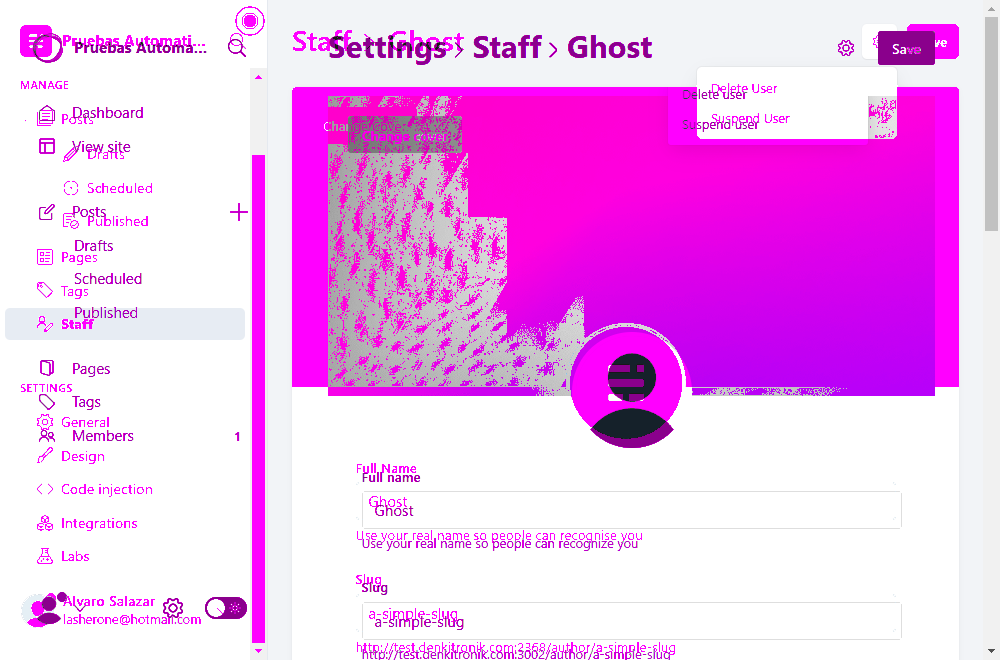 Pruebas Automati...
Pruebas Automa...
MANAGE
Dashboard
Posts
View site
Drafts
Scheduled
Posts
Published
Drafts
Pages
Scheduled
Tags
Published
Staff
Pages
SETTINGS
Tags
General
Members 1
Design
Code injection
Integrations
Labs
Alvaro Salazar
lasherone@hotmail.com
Staff › Ghost
Settings › Staff › Ghost
Save
Save
Delete User
Delete user
Suspend User
Suspend user
Change cover
Change cover
Full Name
Full name
Ghost
Ghost
Use your real name so people can recognise you
Use your real name so people can recognize you
Slug
Slug
a-simple-slug
a-simple-slug
http://test.denkitronik.com:2368/author/a-simple-slug
http://test.denkitronik.com:3002/author/a-simple-slug